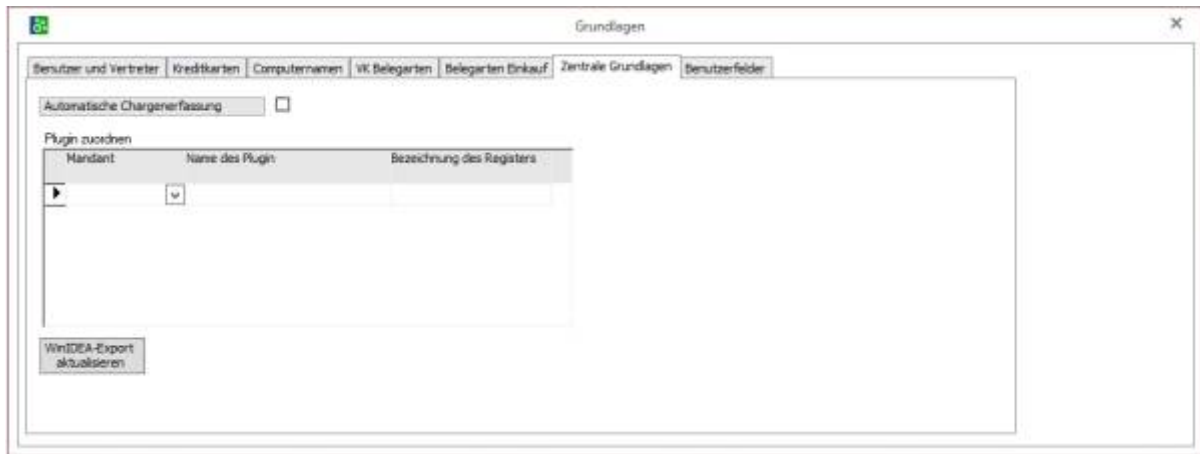 Grundlagen
Benutzer und Vertreter Kreditkarten Computernamen VK Belegarten Belegarten Einkauf Zentrale Grundlagen Benutzerfelder
Automatische Chargenerfassung
Plugin zuordnen
Mandant Name des Plugin Bezeichnung des Registers
WinIDEA-Export
aktualisieren